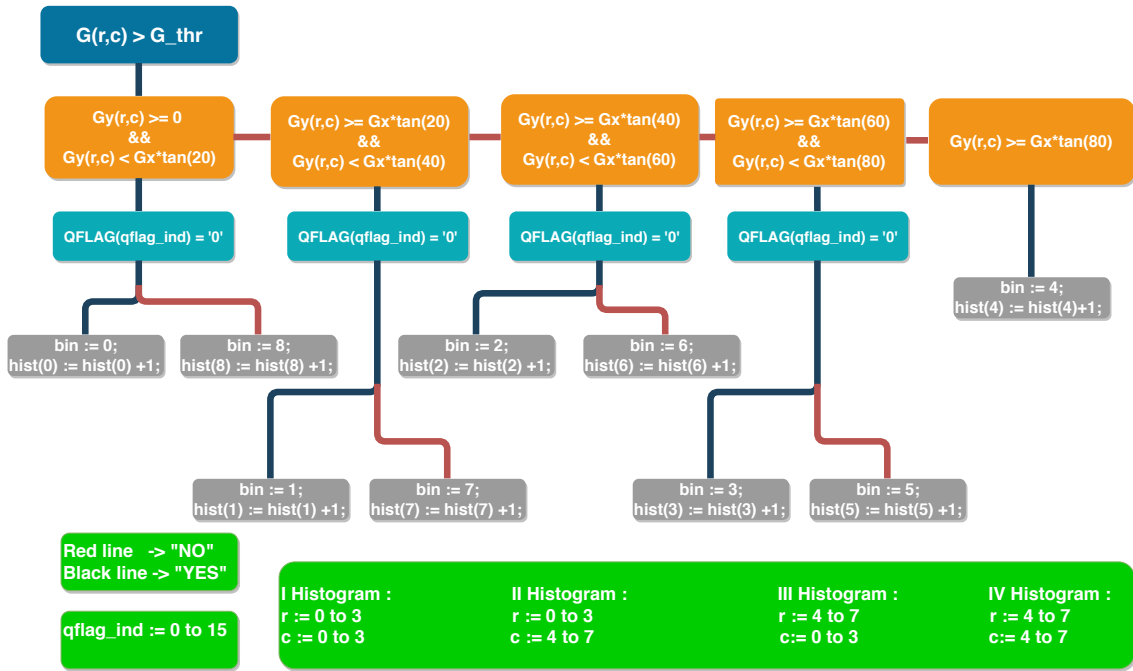 G(r,c) > G_thr
Gy(r,c) >= 0
&&
Gy(r,c) < Gx*tan(20)
Gy(r,c) >= Gx*tan(20)
&&
Gy(r,c) < Gx*tan(40)
Gy(r,c) >= Gx*tan(40)
&&
Gy(r,c) < Gx*tan(60)
Gy(r,c) >= Gx*tan(60)
&&
Gy(r,c) < Gx*tan(80)
Gy(r,c) >= Gx*tan(80)
QFLAG(qflag_ind) = '0'
QFLAG(qflag_ind) = '0'
QFLAG(qflag_ind) = '0'
QFLAG(qflag_ind) = '0'
bin := 4;
hist(4) := hist(4)+1;
bin := 0;
hist(0) := hist(0) +1;
bin := 8;
hist(8) := hist(8) +1;
bin := 2;
hist(2) := hist(2) +1;
bin := 6;
hist(6) := hist(6) +1;
bin := 1;
hist(1) := hist(1) +1;
bin := 7;
hist(7) := hist(7) +1;
bin := 3;
hist(3) := hist(3) +1;
bin := 5;
hist(5) := hist(5) +1;
Red line -> "NO"
Black line -> "YES"
qflag_ind := 0 to 15
I Histogram :
r := 0 to 3
c := 0 to 3
II Histogram :
r := 0 to 3
c := 4 to 7
III Histogram :
r := 4 to 7
c:= 0 to 3
IV Histogram :
r := 4 to 7
c:= 4 to 7